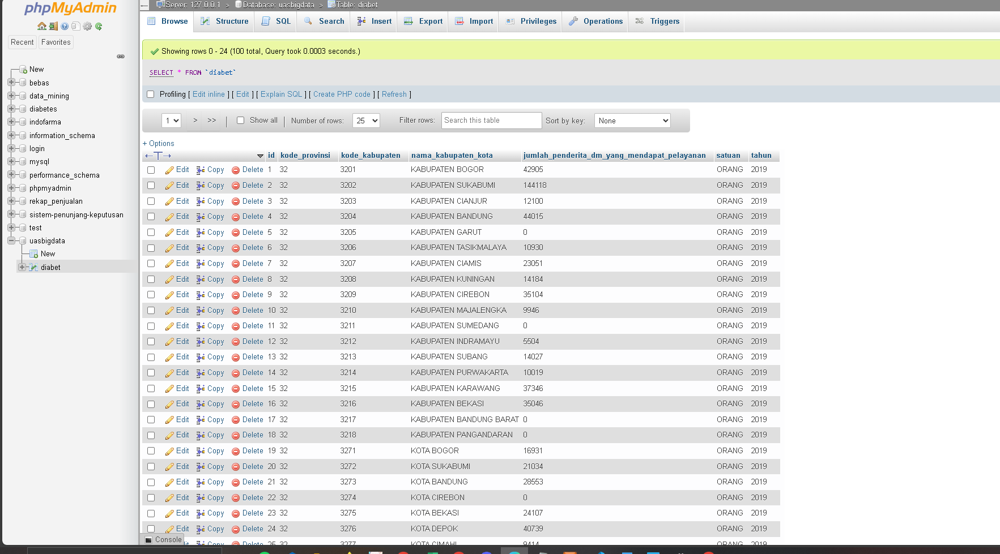 phpMyAdmin
Recent Favorites
New
bebas
data_mining
diabetes
indofarma
information_schema
login
mysql
performance_schema
phpmyadmin
rekap_penjualan
sistem-penunjang-keputusan
test
uasbigdata
New
diabet
Server: 127.0.0.1 » Database: uasbigdata » Table: diabet
Browse Structure SQL Search Insert Export Import Privileges Operations Triggers
Showing rows 0 - 24 (100 total, Query took 0.0003 seconds.)
SELECT * FROM `diabet`
Profiling [ Edit inline ] [ Edit ] [ Explain SQL ] [ Create PHP code ] [ Refresh ]
1 > >> | Show all | Number of rows: 25 Filter rows: Search this table Sort by key: None
+ Options
←T→ id kode_provinsi kode_kabupaten nama_kabupaten_kota jumlah_penderita_dm_yang_mendapat_pelayanan satuan tahun
Edit Copy Delete 1 32 3201 KABUPATEN BOGOR 42905 ORANG 2019
Edit Copy Delete 2 32 3202 KABUPATEN SUKABUMI 144118 ORANG 2019
Edit Copy Delete 3 32 3203 KABUPATEN CIANJUR 12100 ORANG 2019
Edit Copy Delete 4 32 3204 KABUPATEN BANDUNG 44015 ORANG 2019
Edit Copy Delete 5 32 3205 KABUPATEN GARUT 0 ORANG 2019
Edit Copy Delete 6 32 3206 KABUPATEN TASIKMALAYA 10930 ORANG 2019
Edit Copy Delete 7 32 3207 KABUPATEN CIAMIS 23051 ORANG 2019
Edit Copy Delete 8 32 3208 KABUPATEN KUNINGAN 14184 ORANG 2019
Edit Copy Delete 9 32 3209 KABUPATEN CIREBON 35104 ORANG 2019
Edit Copy Delete 10 32 3210 KABUPATEN MAJALENGKA 9946 ORANG 2019
Edit Copy Delete 11 32 3211 KABUPATEN SUMEDANG 0 ORANG 2019
Edit Copy Delete 12 32 3212 KABUPATEN INDRAMAYU 5504 ORANG 2019
Edit Copy Delete 13 32 3213 KABUPATEN SUBANG 14027 ORANG 2019
Edit Copy Delete 14 32 3214 KABUPATEN PURWAKARTA 10019 ORANG 2019
Edit Copy Delete 15 32 3215 KABUPATEN KARAWANG 37346 ORANG 2019
Edit Copy Delete 16 32 3216 KABUPATEN BEKASI 35046 ORANG 2019
Edit Copy Delete 17 32 3217 KABUPATEN BANDUNG BARAT 0 ORANG 2019
Edit Copy Delete 18 32 3218 KABUPATEN PANGANDARAN 0 ORANG 2019
Edit Copy Delete 19 32 3271 KOTA BOGOR 16931 ORANG 2019
Edit Copy Delete 20 32 3272 KOTA SUKABUMI 21034 ORANG 2019
Edit Copy Delete 21 32 3273 KOTA BANDUNG 28553 ORANG 2019
Edit Copy Delete 22 32 3274 KOTA CIREBON 0 ORANG 2019
Edit Copy Delete 23 32 3275 KOTA BEKASI 24107 ORANG 2019
Edit Copy Delete 24 32 3276 KOTA DEPOK 40739 ORANG 2019
Copy Delete 25 32 3277 KOTA CIMAHI 9414 ORANG 2019
Console